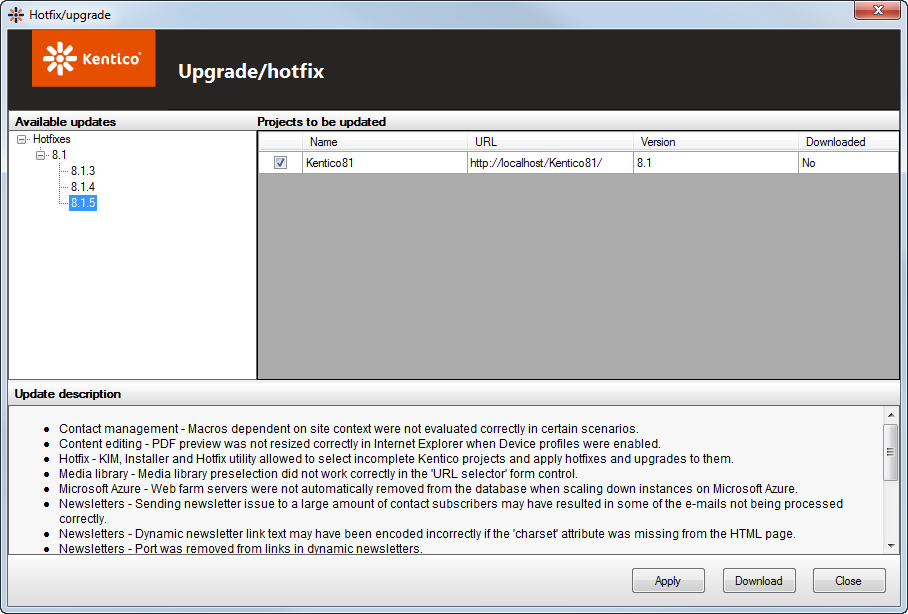 Hotfix/upgrade
Kentico
Upgrade/hotfix
Available updates
Projects to be updated
Hotfixes
8.1
8.1.3
8.1.4
8.1.5
Name URL Version Downloaded
Kentico81 http://localhost/Kentico81/ 8.1 No
Update description
● Contact management - Macros dependent on site context were not evaluated correctly in certain scenarios.
● Content editing - PDF preview was not resized correctly in Internet Explorer when Device profiles were enabled.
● Hotfix - KIM, Installer and Hotfix utility allowed to select incomplete Kentico projects and apply hotfixes and upgrades to them.
● Media library - Media library preselection did not work correctly in the 'URL selector' form control.
● Microsoft Azure - Web farm servers were not automatically removed from the database when scaling down instances on Microsoft Azure.
● Newsletters - Sending newsletter issue to a large amount of contact subscribers may have resulted in some of the e-mails not being processed
correctly.
● Newsletters - Dynamic newsletter link text may have been encoded incorrectly if the 'charset' attribute was missing from the HTML page.
● Newsletters - Port was removed from links in dynamic newsletters.
Apply Download Close